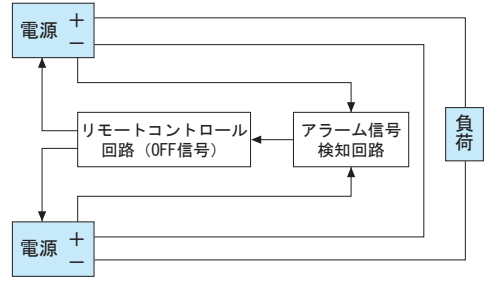 電源 +
−
リモートコントロール
回路(OFF信号)
アラーム信号
検知回路
負
荷
電源 +
−